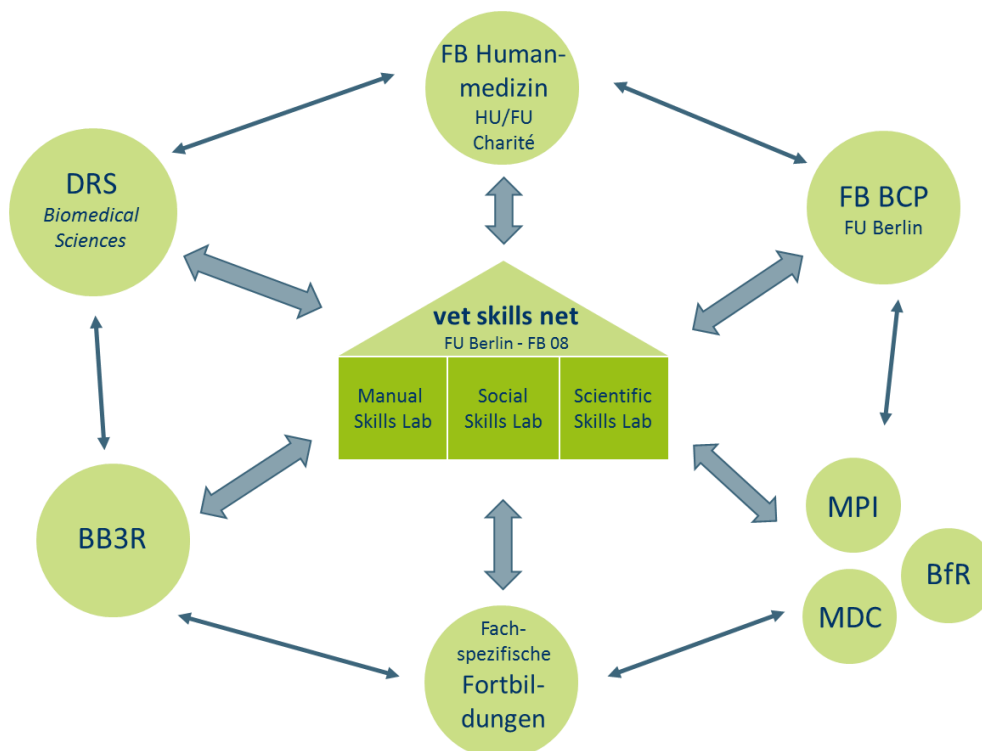 FB Human-
medizin
HU/FU
Charité
DRS
Biomedical
Sciences
FB BCP
FU Berlin
vet skills net
FU Berlin - FB 08
Manual
Skills Lab
Social
Skills Lab
Scientific
Skills Lab
BB3R
MPI
BfR
MDC
Fach-
spezifische
Fortbil-
dungen